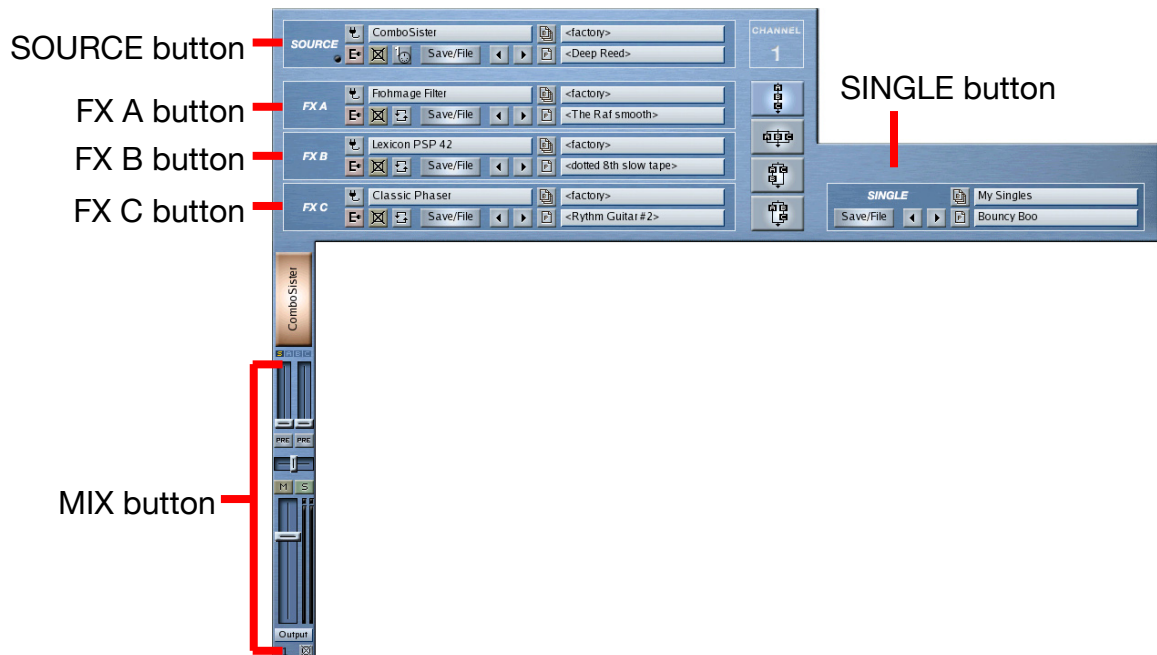 SOURCE button
FX A button
FX B button
FX C button
MIX button
SINGLE button
SOURCE
ComboSister
<factory>
E
Save/File
<Deep Reed>
CHANNEL
1
FX A
Frohmage Filter
<factory>
E
Save/File
<The Raf smooth>
FX B
Lexicon PSP 42
<factory>
E
Save/File
<dotted 8th slow tape>
FX C
Classic Phaser
<factory>
E
Save/File
<Rythm Guitar #2>
SINGLE
My Singles
Save/File
Bouncy Boo
ComboSister
S A B C
PRE PRE
M S
Output
1